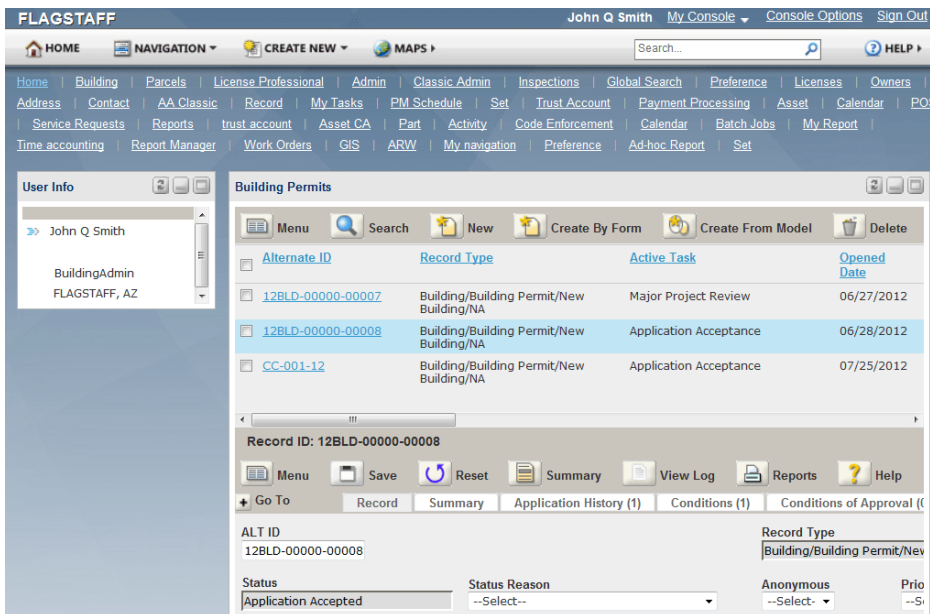 FLAGSTAFF John Q Smith My Console Console Options Sign Out
HOME NAVIGATION CREATE NEW MAPS Search... HELP
Home | Building | Parcels | License Professional | Admin | Classic Admin | Inspections | Global Search | Preference | Licenses | Owners |
Address | Contact | AA Classic | Record | My Tasks | PM Schedule | Set | Trust Account | Payment Processing | Asset | Calendar | PO
| Service Requests | Reports | trust account | Asset CA | Part | Activity | Code Enforcement | Calendar | Batch Jobs | My Report |
Time accounting | Report Manager | Work Orders | GIS | ARW | My navigation | Preference | Ad-hoc Report | Set
User Info
John Q Smith
BuildingAdmin
FLAGSTAFF, AZ
Building Permits
Menu Search New Create By Form Create From Model Delete
Alternate ID Record Type Active Task Opened
Date
12BLD-00000-00007 Building/Building Permit/New Major Project Review 06/27/2012
Building/NA
12BLD-00000-00008 Building/Building Permit/New Application Acceptance 06/28/2012
Building/NA
CC-001-12 Building/Building Permit/New Application Acceptance 07/25/2012
Building/NA
Record ID: 12BLD-00000-00008
Menu Save Reset Summary View Log Reports Help
+ Go To Record Summary Application History (1) Conditions (1) Conditions of Approval (
ALT ID Record Type
12BLD-00000-00008 Building/Building Permit/New
Status Status Reason Anonymous Prio
Application Accepted --Select-- --Select- --S